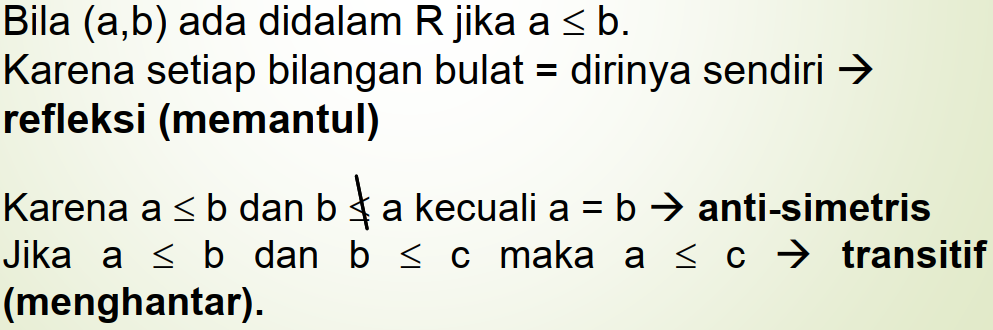 Bila (a,b) ada didalam R jika a ≤ b.
Karena setiap bilangan bulat = dirinya sendiri →
refleksi (memantul)
Karena a ≤ b dan b ≰ a kecuali a = b → anti-simetris
Jika a ≤ b dan b ≤ c maka a ≤ c → transitif
(menghantar).